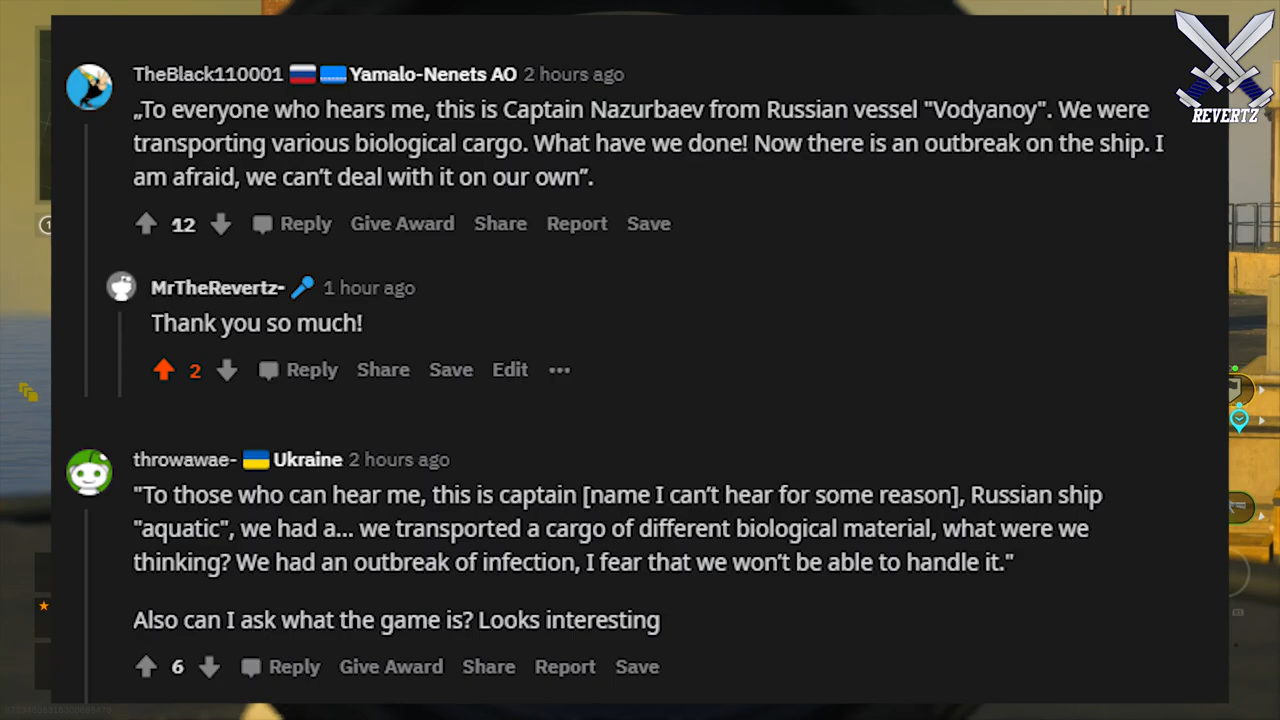 TheBlack110001 Yamalo-Nenets AO 2 hours ago
„To everyone who hears me, this is Captain Nazurbaev from Russian vessel "Vodyanoy". We were
transporting various biological cargo. What have we done! Now there is an outbreak on the ship. I
am afraid, we can’t deal with it on our own”.
12 Reply Give Award Share Report Save
MrTheRevertz- 1 hour ago
Thank you so much!
2 Reply Share Save Edit •••
throwawae- Ukraine 2 hours ago
"To those who can hear me, this is captain [name I can’t hear for some reason], Russian ship
"aquatic", we had a... we transported a cargo of different biological material, what were we
thinking? We had an outbreak of infection, I fear that we won’t be able to handle it."
Also can I ask what the game is? Looks interesting
6 Reply Give Award Share Report Save
REVERTZ